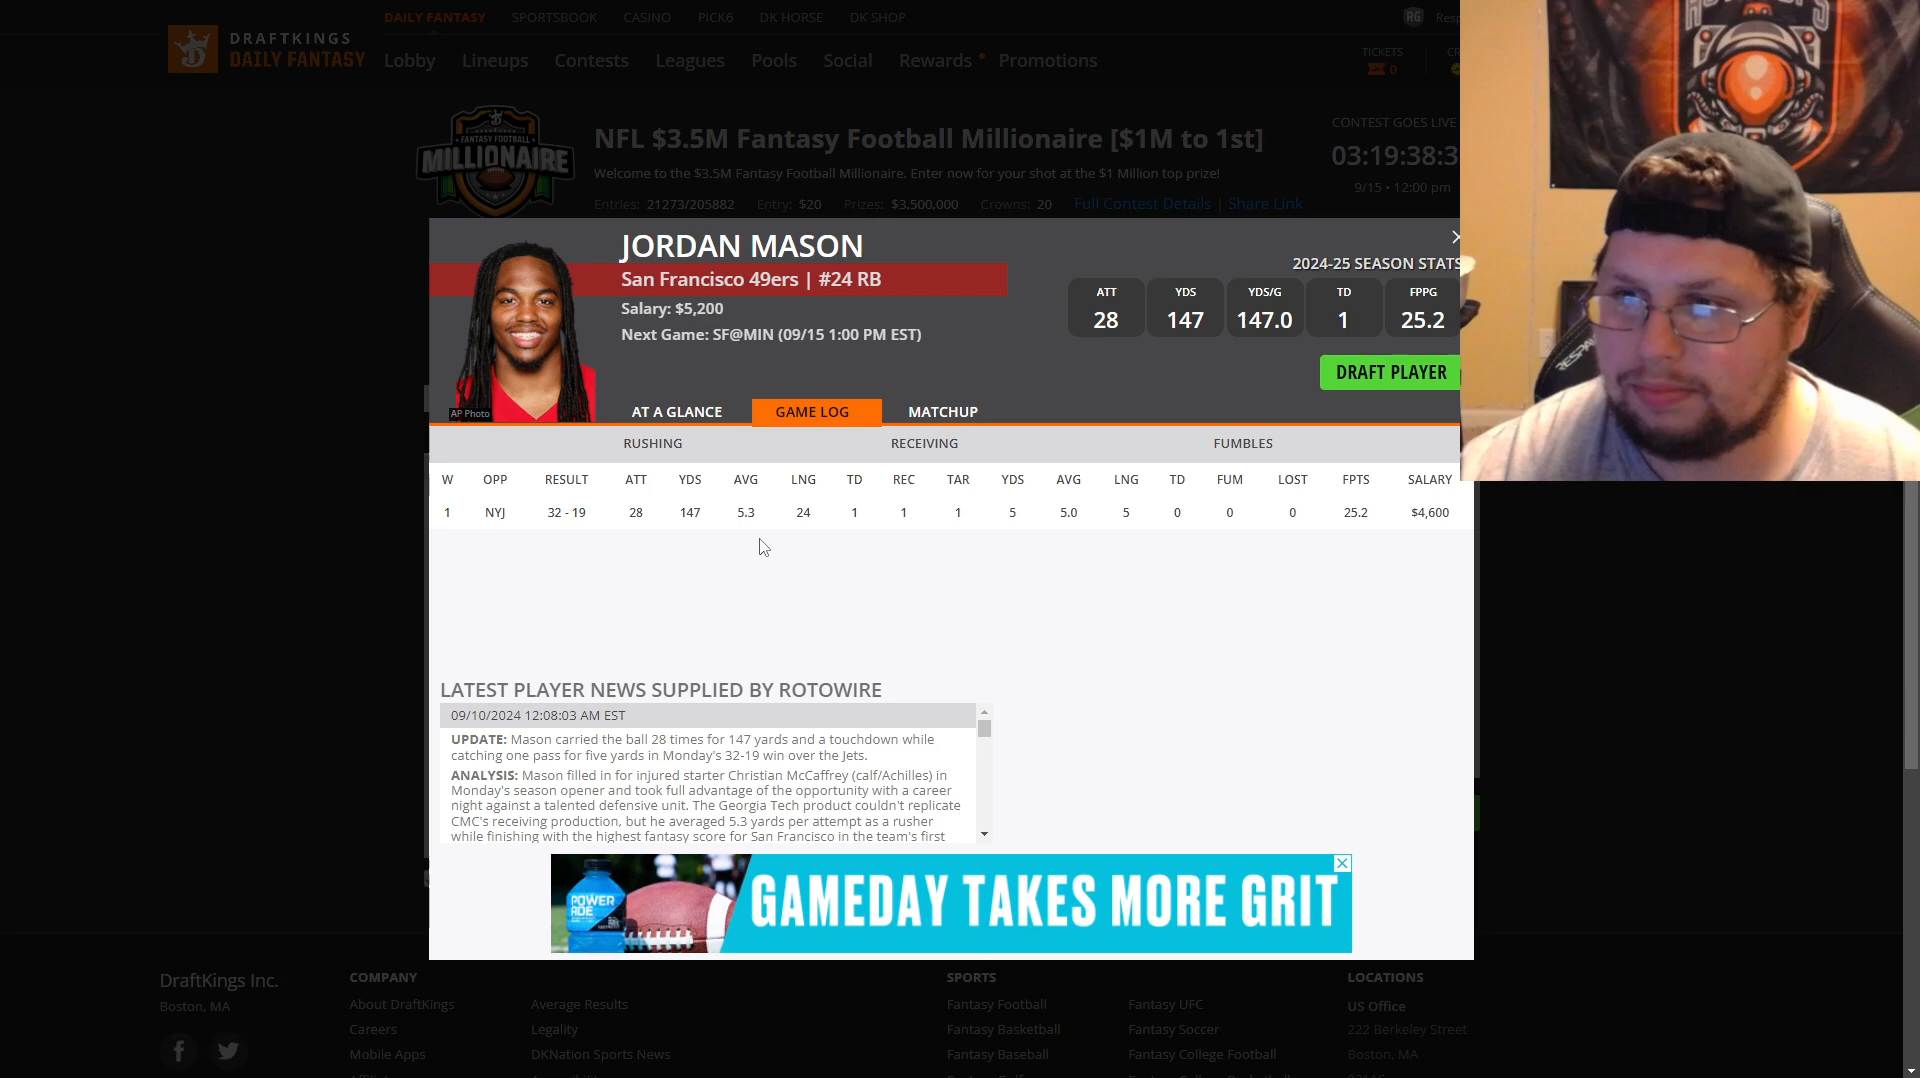 DAILY FANTASY SPORTSBOOK CASINO PICK6 DK HORSE DK SHOP
RG
DRAFTKINGS
DAILY FANTASY
Lobby Lineups Contests Leagues Pools Social Rewards Promotions
TICKETS
0
FANTASY FOOTBALL
MILLIONAIRE
NFL $3.5M Fantasy Football Millionaire [$1M to 1st]
Welcome to the $3.5M Fantasy Football Millionaire. Enter now for your shot at the $1 Million top prize!
Entries: 21273/205882 Entry: $20 Prizes: $3,500,000 Crowns: 20 Full Contest Details | Share Link
CONTEST GOES LIVE
03:19:38:3
9/15 • 12:00 pm
JORDAN MASON
San Francisco 49ers | #24 RB
Salary: $5,200
Next Game: SF@MIN (09/15 1:00 PM EST)
AP Photo
2024-25 SEASON STATS
ATT YDS YDS/G TD FPPG
28 147 147.0 1 25.2
DRAFT PLAYER
AT A GLANCE GAME LOG MATCHUP
RUSHING RECEIVING FUMBLES
W OPP RESULT ATT YDS AVG LNG TD REC TAR YDS AVG LNG TD FUM LOST FPTS SALARY
1 NYJ 32 - 19 28 147 5.3 24 1 1 1 5 5.0 5 0 0 0 25.2 $4,600
LATEST PLAYER NEWS SUPPLIED BY ROTOWIRE
09/10/2024 12:08:03 AM EST
UPDATE: Mason carried the ball 28 times for 147 yards and a touchdown while
catching one pass for five yards in Monday's 32-19 win over the Jets.
ANALYSIS: Mason filled in for injured starter Christian McCaffrey (calf/Achilles) in
Monday's season opener and took full advantage of the opportunity with a career
night against a talented defensive unit. The Georgia Tech product couldn't replicate
CMC's receiving production, but he averaged 5.3 yards per attempt as a rusher
while finishing with the highest fantasy score for San Francisco in the team's first
POWER
ADE
GAMEDAY TAKES MORE GRIT
DraftKings Inc.
Boston, MA
COMPANY
About DraftKings Average Results
Careers Legality
Mobile Apps DKNation Sports News
SPORTS
Fantasy Football Fantasy UFC
Fantasy Basketball Fantasy Soccer
Fantasy Baseball Fantasy College Football
LOCATIONS
US Office
222 Berkeley Street
Boston, MA